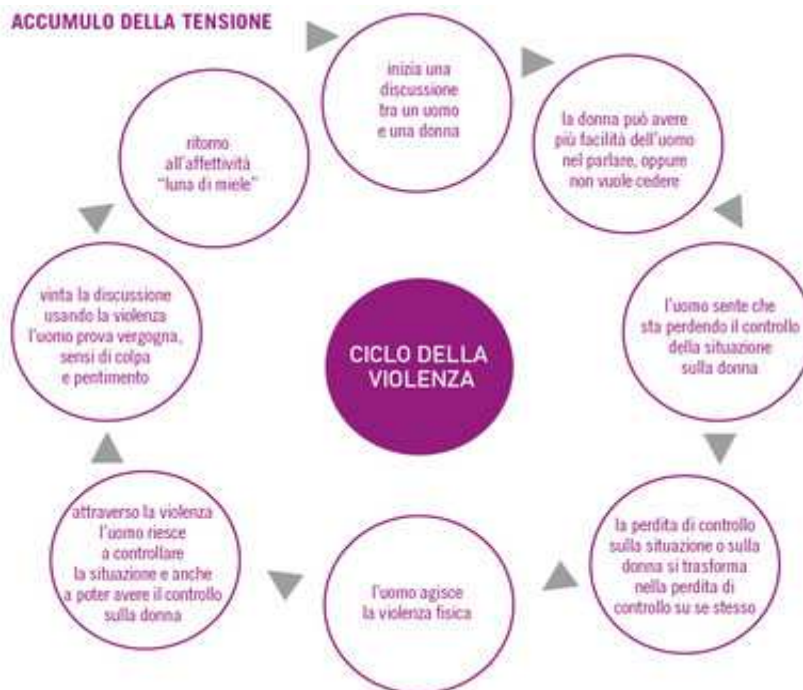 ACCUMULO DELLA TENSIONE
inizia una
discussione
tra un uomo
e una donna
la donna può avere
più facilità dell'uomo
nel parlare, oppure
non vuole cedere
l'uomo sente che
sta perdendo il controllo
della situazione
sulla donna
la perdita di controllo
sulla situazione o sulla
donna si trasforma
nella perdita di
controllo su se stesso
l'uomo agisce
la violenza fisica
attraverso la violenza
l'uomo riesce
a controllare
la situazione e anche
a poter avere il controllo
sulla donna
vinta la discussione
usando la violenza
l'uomo prova vergogna,
sensi di colpa
e pentimento
ritorno
all'affettività
"luna di miele"
CICLO DELLA
VIOLENZA